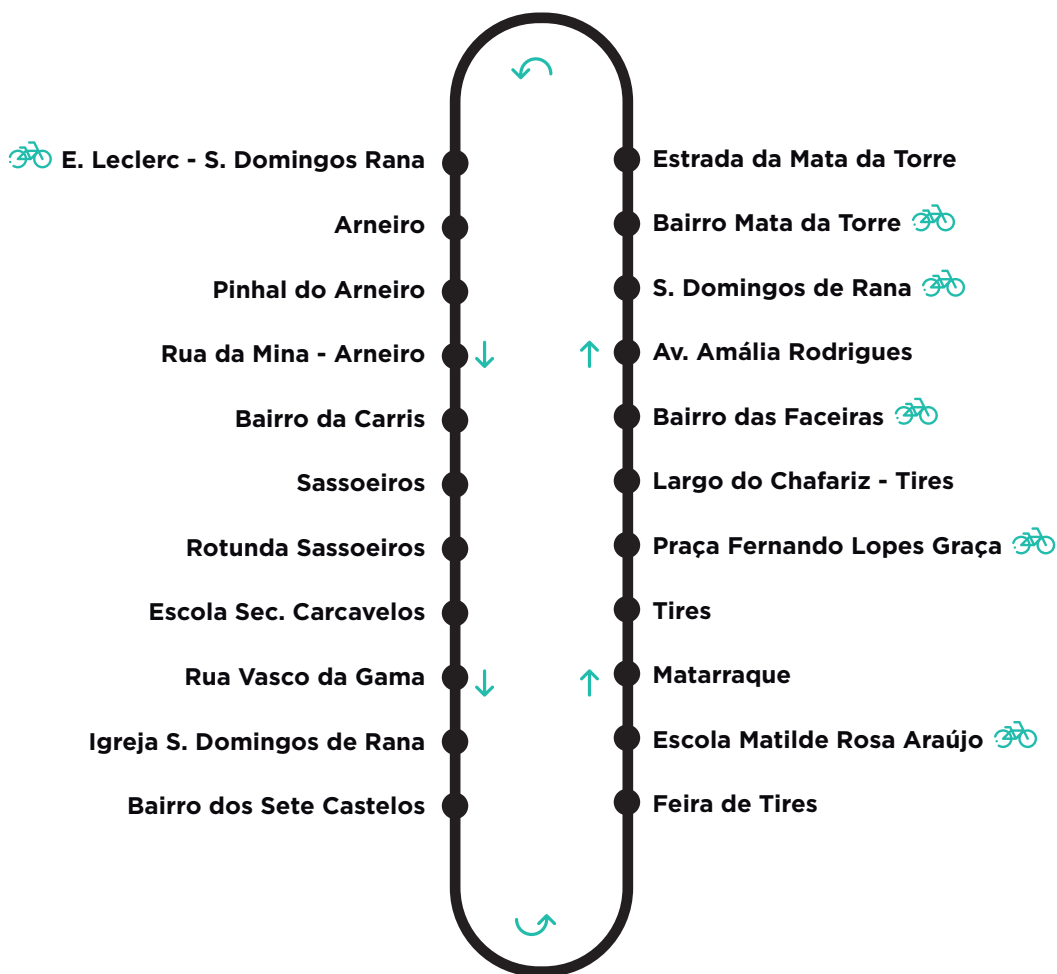 E. Leclerc - S. Domingos Rana
Arneiro
Pinhal do Arneiro
Rua da Mina - Arneiro
Bairro da Carris
Sassoeiros
Rotunda Sassoeiros
Escola Sec. Carcavelos
Rua Vasco da Gama
Igreja S. Domingos de Rana
Bairro dos Sete Castelos
Estrada da Mata da Torre
Bairro Mata da Torre
S. Domingos de Rana
Av. Amália Rodrigues
Bairro das Faceiras
Largo do Chafariz - Tires
Praça Fernando Lopes Graça
Tires
Matarraque
Escola Matilde Rosa Araújo
Feira de Tires